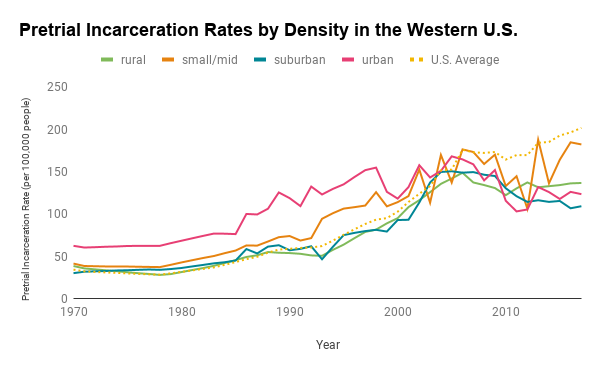 Pretrial Incarceration Rates by Density in the Western U.S.
rural small/mid suburban urban U.S. Average
Pretrial Incarceration Rate (per 100,000 people)
250
200
150
100
50
0
1970 1980 1990 2000 2010
Year